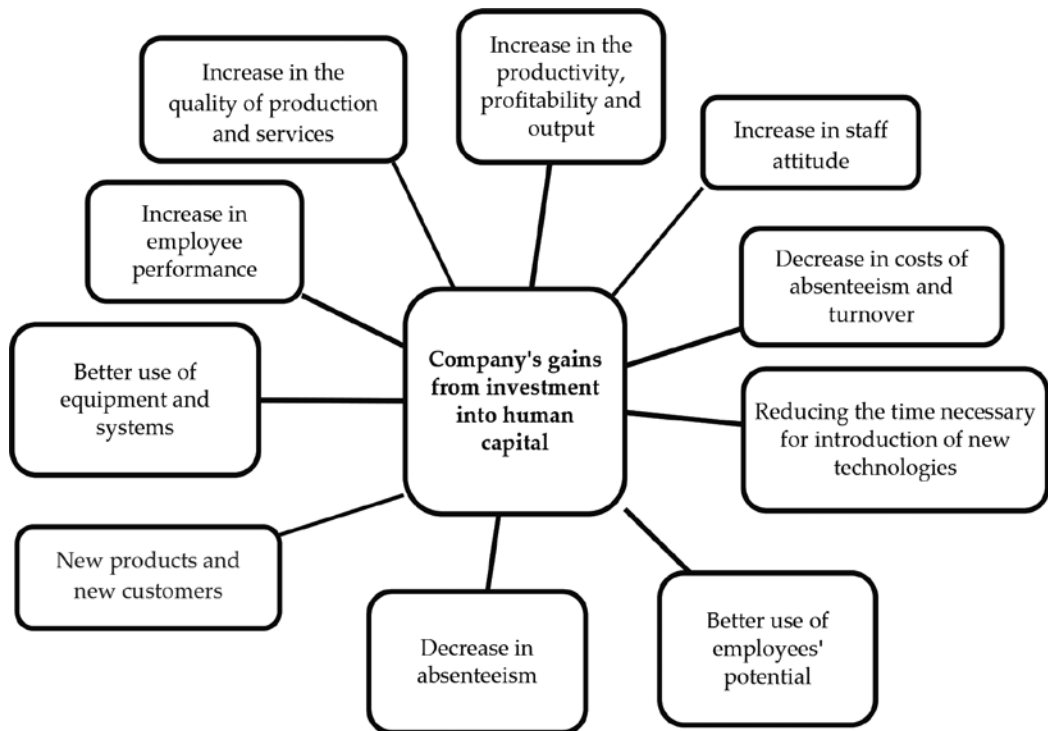 Increase in the
quality of production
and services
Increase in the
productivity,
profitability and
output
Increase in staff
attitude
Increase in
employee
performance
Decrease in costs of
absenteeism and
turnover
Company's gains
from investment
into human
capital
Better use of
equipment and
systems
Reducing the time necessary
for introduction of new
technologies
New products and
new customers
Decrease in
absenteeism
Better use of
employees'
potential